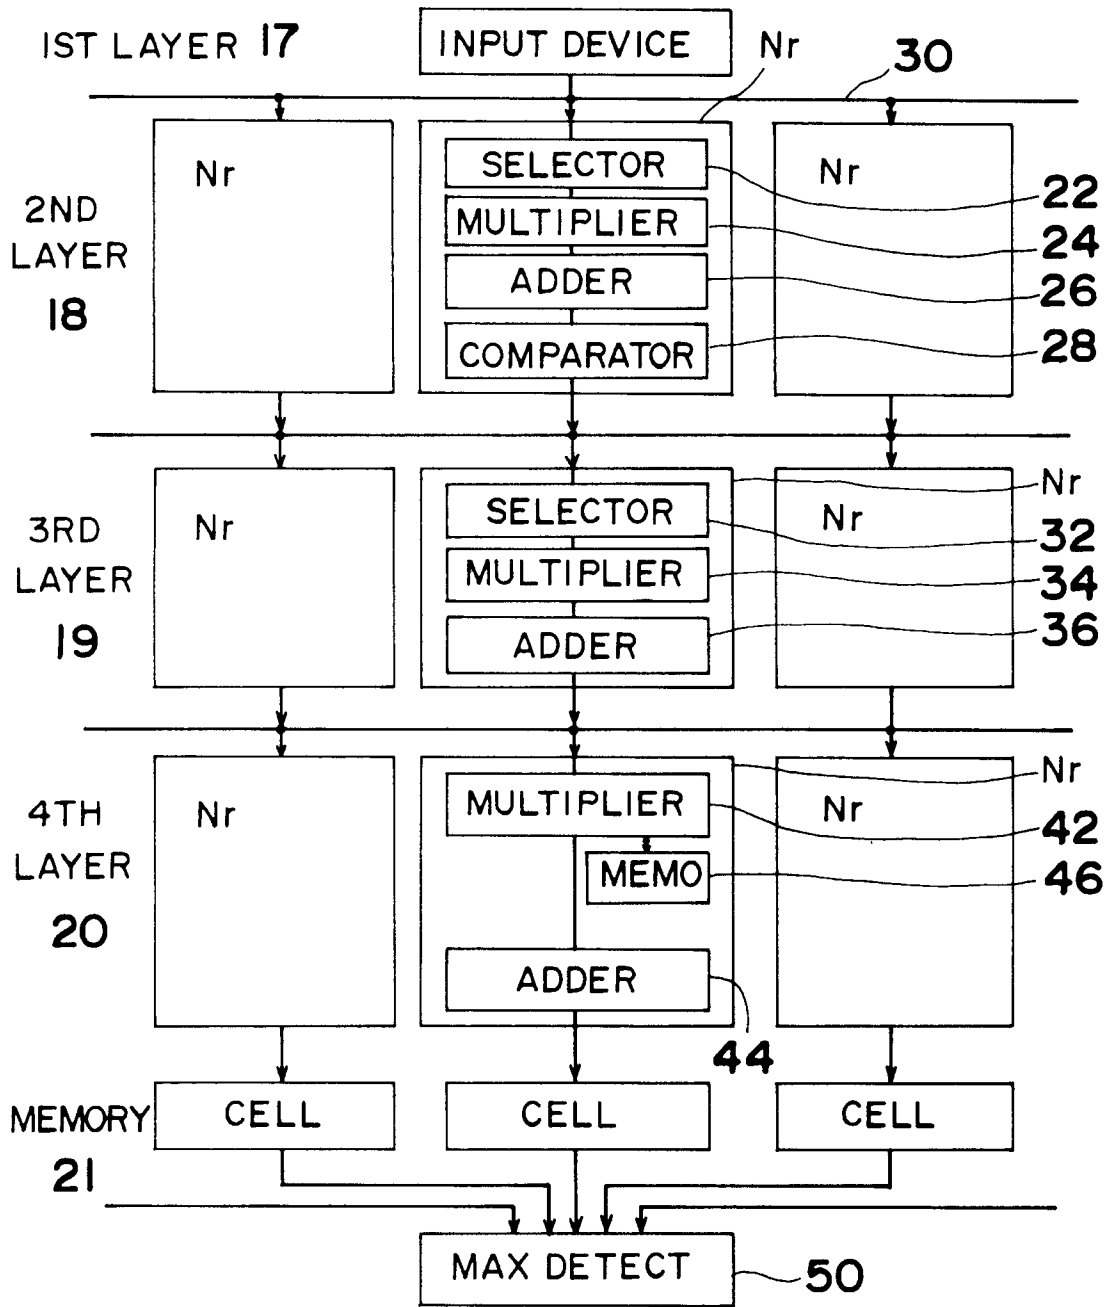 1ST LAYER 17
INPUT DEVICE
Nr
30
2ND
LAYER
18
Nr
SELECTOR
MULTIPLIER
ADDER
COMPARATOR
Nr
22
24
26
28
3RD
LAYER
19
Nr
SELECTOR
MULTIPLIER
ADDER
Nr
Nr
32
34
36
4TH
LAYER
20
Nr
MULTIPLIER
MEMO
ADDER
Nr
Nr
42
46
44
MEMORY
21
CELL
CELL
CELL
MAX DETECT
50